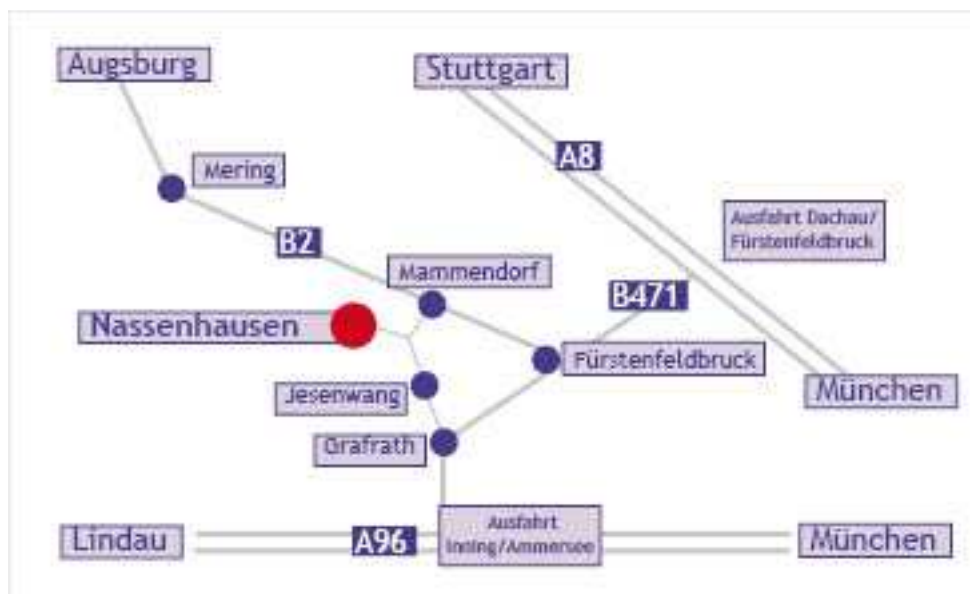 Augsburg
Stuttgart
A8
Mering
Ausfahrt Dachau/
Fürstenfeldbruck
B2
Mammendorf
B471
Nassenhausen
Fürstenfeldbruck
Jesenwang
München
Grafrath
Ausfahrt
Inning/Ammersee
Lindau
A96
München